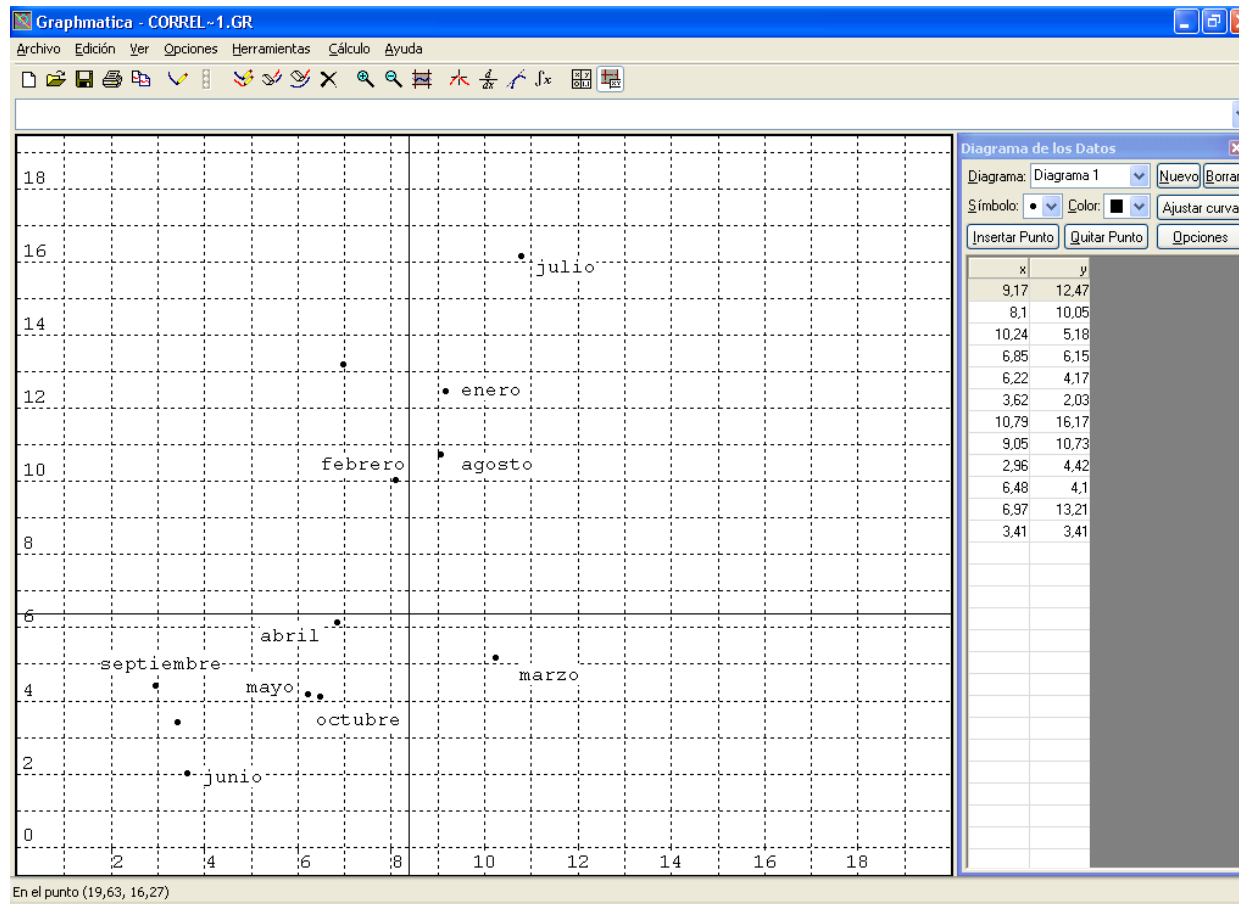 Graphmatica - CORREL~1.GR
Archivo Edición Ver Opciones Herramientas Cálculo Ayuda
Diagrama de los Datos
Diagrama: Diagrama 1 Nuevo Borrar
Símbolo: Color: Ajustar curva
Insertar Punto Quitar Punto Opciones
x y
9,17 12,47
8,1 10,05
10,24 5,18
6,85 6,15
6,22 4,17
3,62 2,03
10,79 16,17
9,05 10,73
2,96 4,42
6,48 4,1
6,97 13,21
3,41 3,41
18
16
julio
14
enero
12
febrero agosto
10
8
6
abril
septiembre
marzo
mayo
4
octubre
2
junio
0
2 4 6 8 10 12 14 16 18
En el punto (19,63, 16,27)